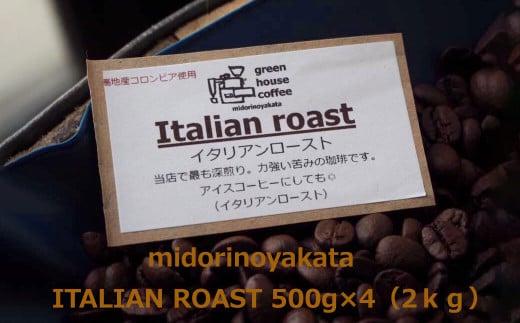 高地産コロンビア使用
green
house
coffee
midorinoyakata
Italian roast
イタリアンロースト
当店で最も深煎り。力強い苦みの珈琲です。
アイスコーヒーにしても◎
（イタリアンロースト）
midorinoyakata
ITALIAN ROAST 500g×4（2ｋｇ）